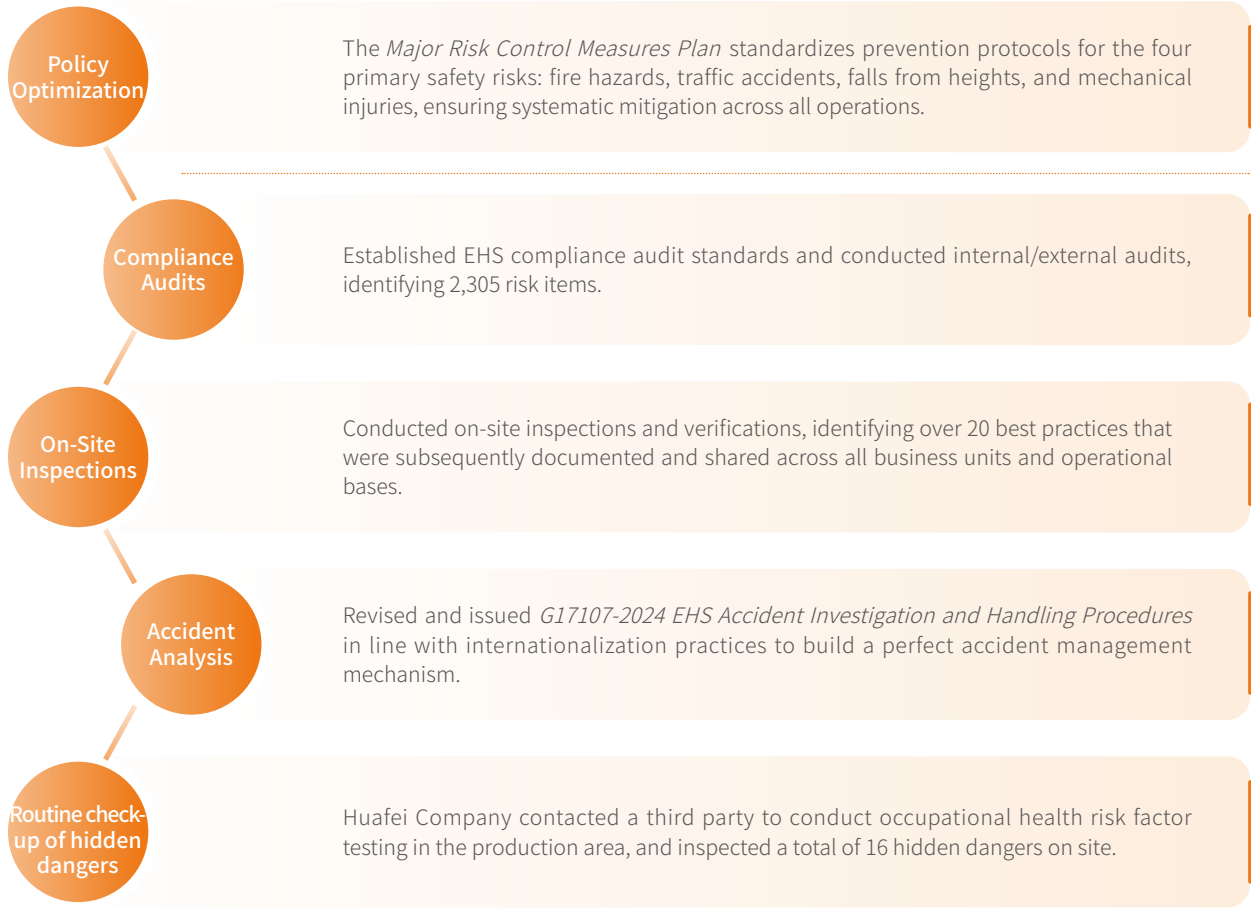 Policy
Optimization
The Major Risk Control Measures Plan standardizes prevention protocols for the four
primary safety risks: fire hazards, traffic accidents, falls from heights, and mechanical
injuries, ensuring systematic mitigation across all operations.
Compliance
Audits
Established EHS compliance audit standards and conducted internal/external audits,
identifying 2,305 risk items.
On-Site
Inspections
Conducted on-site inspections and verifications, identifying over 20 best practices that
were subsequently documented and shared across all business units and operational
bases.
Accident
Analysis
Revised and issued G17107-2024 EHS Accident Investigation and Handling Procedures
in line with internationalization practices to build a perfect accident management
mechanism.
Routine check-
up of hidden
dangers
Huafei Company contacted a third party to conduct occupational health risk factor
testing in the production area, and inspected a total of 16 hidden dangers on site.